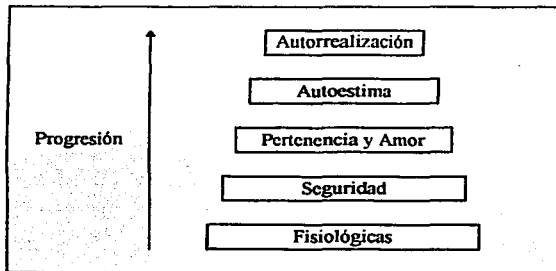 Autorrealización
Autoestima
Progresión
Pertenencia y Amor
Seguridad
Fisiológicas